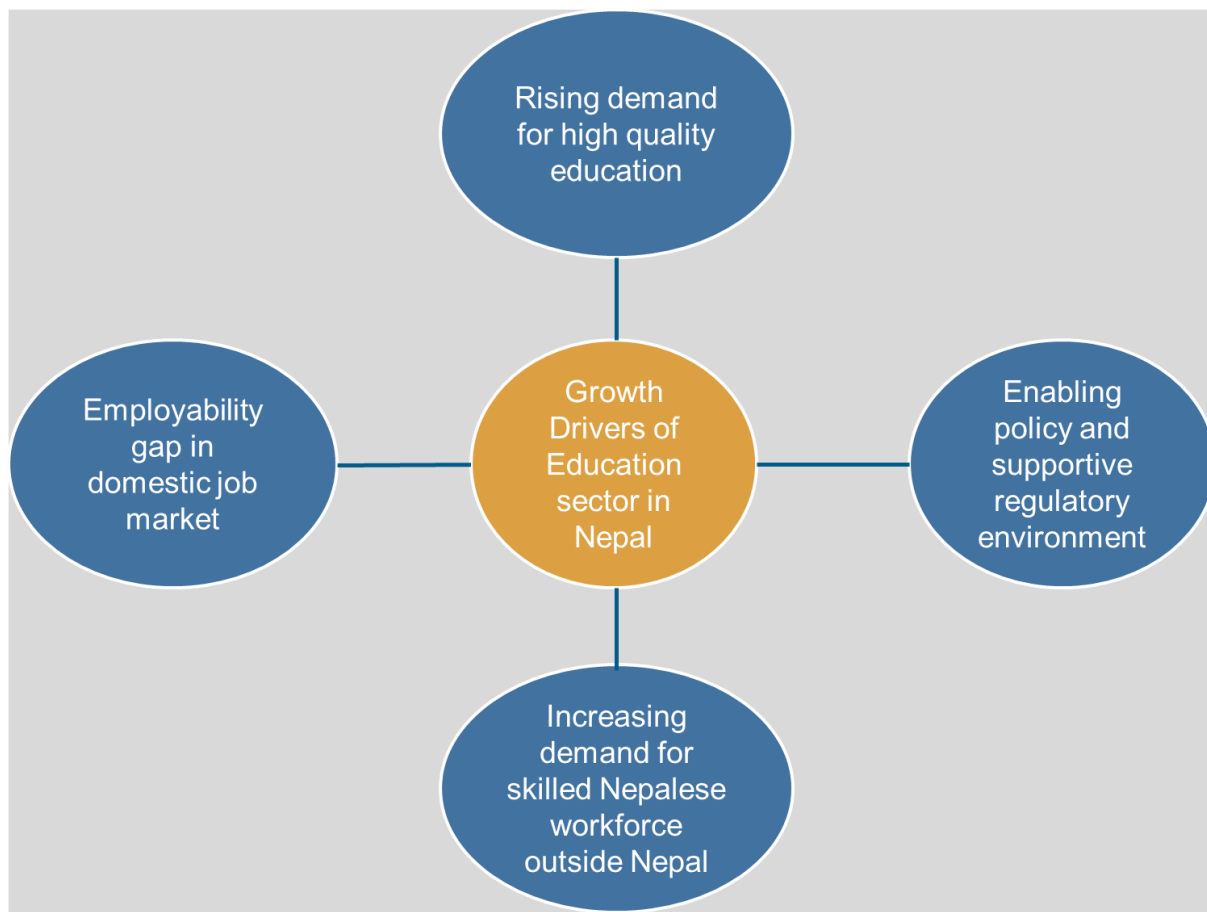 Rising demand
for high quality
education
Employability
gap in
domestic job
market
Growth
Drivers of
Education
sector in
Nepal
Enabling
policy and
supportive
regulatory
environment
Increasing
demand for
skilled Nepalese
workforce
outside Nepal